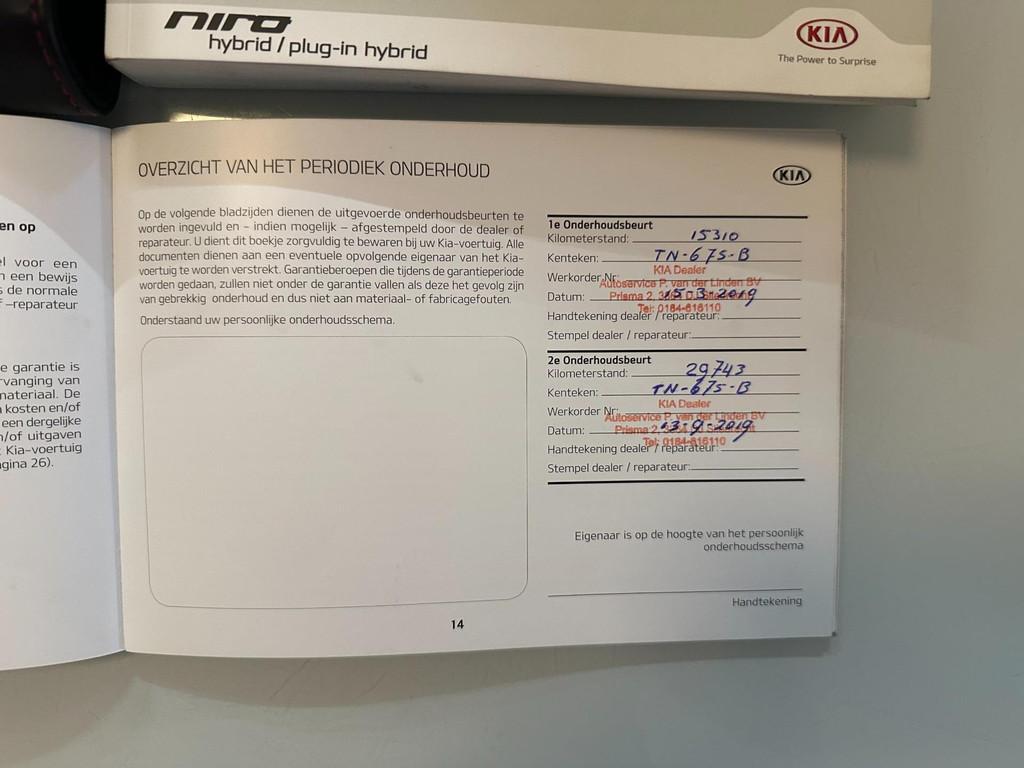 niro
hybrid / plug-in hybrid
KIA
The Power to Surprise
en op
el voor een
n een bewijs
s de normale
f –reparateur
e garantie is
rvanging van
materiaal. De
n kosten en/of
een dergelijke
n/of uitgaven
t Kia-voertuig
agina 26).
OVERZICHT VAN HET PERIODIEK ONDERHOUD
Op de volgende bladzijden dienen de uitgevoerde onderhoudsbeurten te
worden ingevuld en – indien mogelijk – afgestempeld door de dealer of
reparateur. U dient dit boekje zorgvuldig te bewaren bij uw Kia-voertuig. Alle
documenten dienen aan een eventuele opvolgende eigenaar van het Kia-
voertuig te worden verstrekt. Garantieberoepen die tijdens de garantieperiode
worden gedaan, zullen niet onder de garantie vallen als deze het gevolg zijn
van gebrekkig onderhoud en dus niet aan materiaal- of fabricagefouten.
Onderstaand uw persoonlijke onderhoudsschema.
14
KIA
1e Onderhoudsbeurt
Kilometerstand: 15310
Kenteken: TN-675-B
KIA Dealer
Werkorder Nr:
Autoservice P. van der Linden BV
Prisma 2,
Datum: 15-3-2019
Tel: 0184-616110
Handtekening dealer / reparateur:
Stempel dealer / reparateur:
2e Onderhoudsbeurt
Kilometerstand: 29743
Kenteken: TN-675-B
KIA Dealer
Werkorder Nr:
Autoservice P. van der Linden BV
Prisma 2,
Datum: 13-9-2019
Tel: 0184-616110
Handtekening dealer / reparateur:
Stempel dealer / reparateur:
Eigenaar is op de hoogte van het persoonlijk
onderhoudsschema
Handtekening